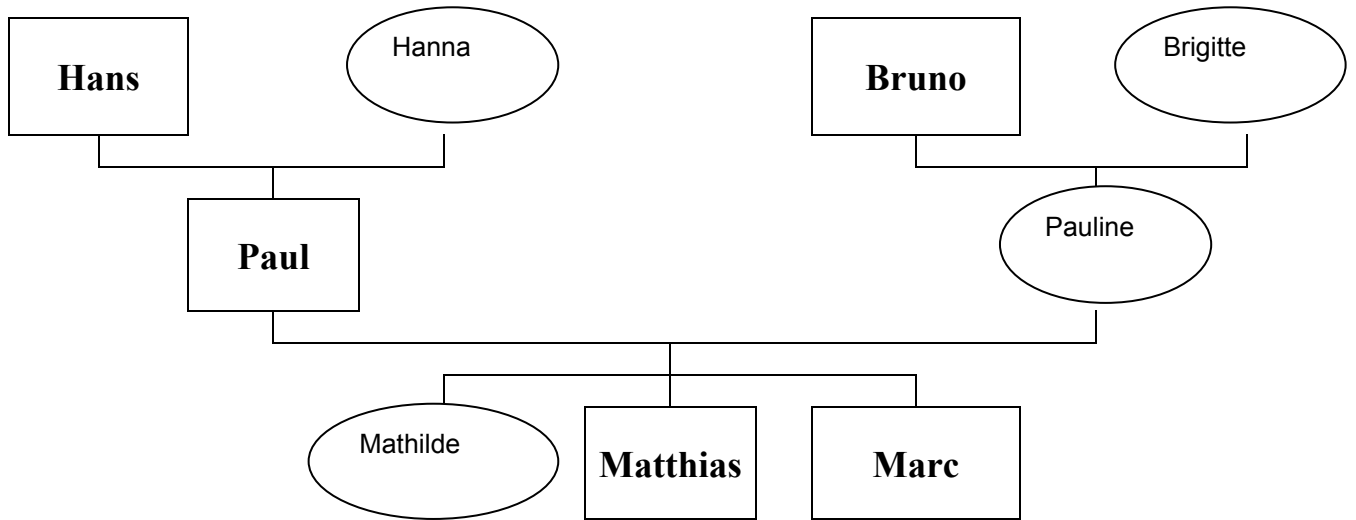 Hans
Hanna
Bruno
Brigitte
Paul
Pauline
Mathilde
Matthias
Marc